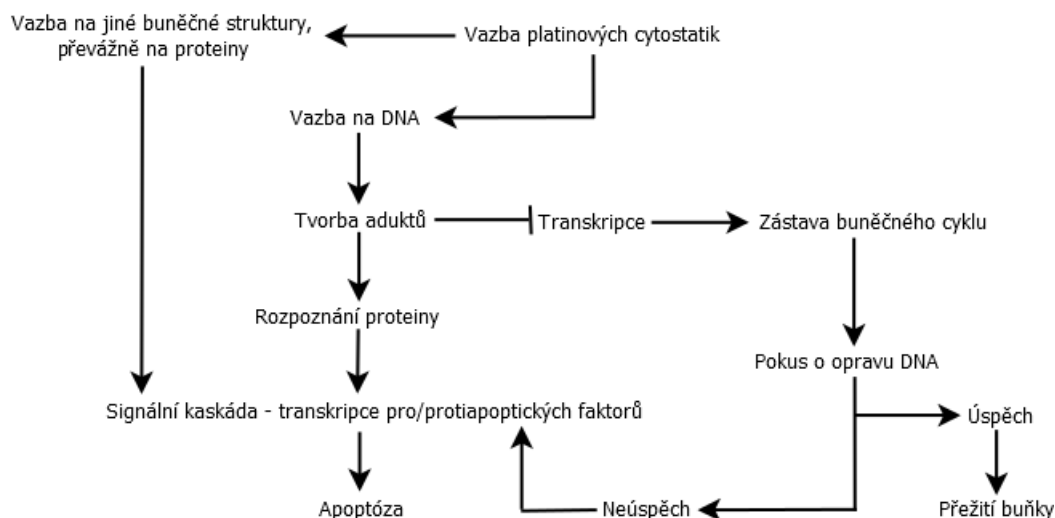 Vazba na jiné buněčné struktury,
převážně na proteiny
Vazba platinových cytostatik
Vazba na DNA
Tvorba aduktů
Transkripce
Zástava buněčného cyklu
Rozpoznání proteiny
Pokus o opravu DNA
Signální kaskáda - transkripce pro/protiapoptických faktorů
Úspěch
Apoptóza
Neúspěch
Přežití buňky